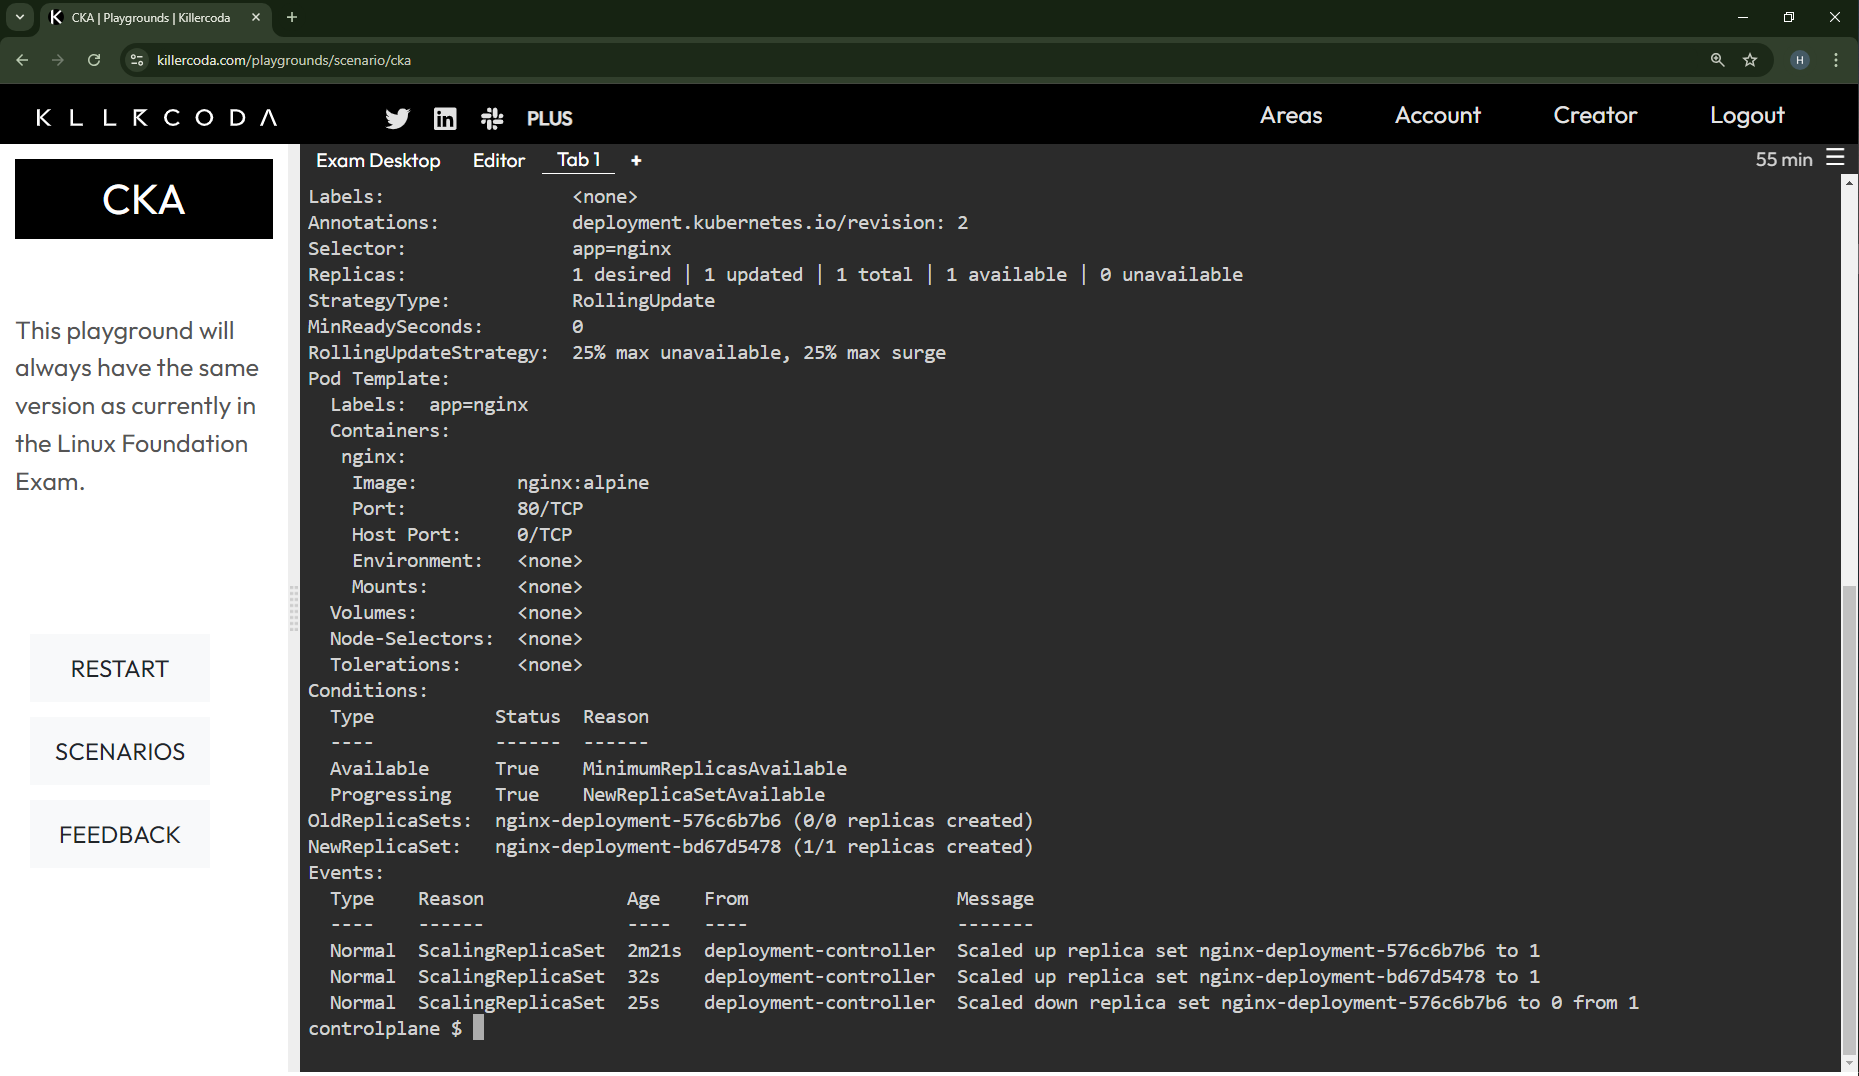 CKA | Playgrounds | Killercoda
killercoda.com/playgrounds/scenario/cka
H
KLLRCODA
PLUS
Areas
Account
Creator
Logout
CKA
This playground will
always have the same
version as currently in
the Linux Foundation
Exam.
RESTART
SCENARIOS
FEEDBACK
Exam Desktop Editor Tab 1 +
55 min
Labels: <none>
Annotations: deployment.kubernetes.io/revision: 2
Selector: app=nginx
Replicas: 1 desired | 1 updated | 1 total | 1 available | 0 unavailable
StrategyType: RollingUpdate
MinReadySeconds: 0
RollingUpdateStrategy: 25% max unavailable, 25% max surge
Pod Template:
Labels: app=nginx
Containers:
nginx:
Image: nginx:alpine
Port: 80/TCP
Host Port: 0/TCP
Environment: <none>
Mounts: <none>
Volumes: <none>
Node-Selectors: <none>
Tolerations: <none>
Conditions:
Type Status Reason
---- ------ ------
Available True MinimumReplicasAvailable
Progressing True NewReplicaSetAvailable
OldReplicaSets: nginx-deployment-576c6b7b6 (0/0 replicas created)
NewReplicaSet: nginx-deployment-bd67d5478 (1/1 replicas created)
Events:
Type Reason Age From Message
---- ------ ---- ---- -------
Normal ScalingReplicaSet 2m21s deployment-controller Scaled up replica set nginx-deployment-576c6b7b6 to 1
Normal ScalingReplicaSet 32s deployment-controller Scaled up replica set nginx-deployment-bd67d5478 to 1
Normal ScalingReplicaSet 25s deployment-controller Scaled down replica set nginx-deployment-576c6b7b6 to 0 from 1
controlplane $